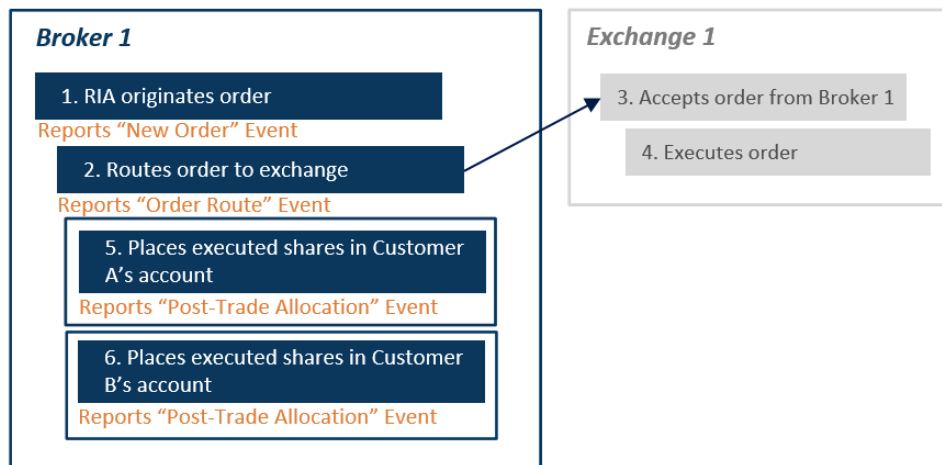 Broker 1
1. RIA originates order
Reports “New Order” Event
2. Routes order to exchange
Reports “Order Route” Event
5. Places executed shares in Customer
A’s account
Reports “Post-Trade Allocation” Event
6. Places executed shares in Customer
B’s account
Reports “Post-Trade Allocation” Event
Exchange 1
3. Accepts order from Broker 1
4. Executes order